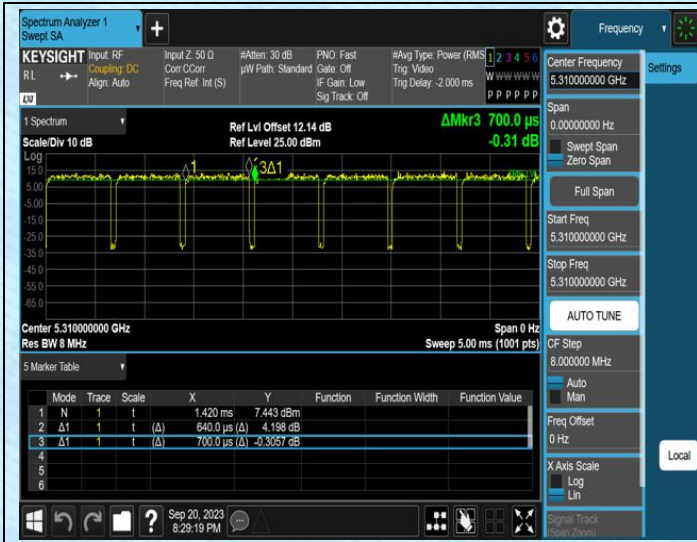 Spectrum Analyzer 1
Swept SA
Frequency
KEYSIGHT
RL
LXI
Input: RF
Coupling: DC
Align: Auto
Input Z: 50 Ω
Corr CCorr
Freq Ref: Int (S)
#Atten: 30 dB
µW Path: Standard
PNO: Fast
Gate: Off
IF Gain: Low
Sig Track: Off
#Avg Type: Power (RMS
Trig: Video
Trig Delay: -2.000 ms
1 2 3 4 5 6
W W W W W W
P P P P P P
1 Spectrum
Scale/Div 10 dB
Log
Ref Lvl Offset 12.14 dB
Ref Level 25.00 dBm
ΔMkr3 700.0 µs
-0.31 dB
1
3Δ1
15.0
5.00
-5.00
-15.0
-25.0
-35.0
-45.0
-55.0
-65.0
Center 5.310000000 GHz
Res BW 8 MHz
Span 0 Hz
Sweep 5.00 ms (1001 pts)
5 Marker Table
Mode Trace Scale X Y Function Function Width Function Value
1 N 1 t 1.420 ms 7.443 dBm
2 Δ1 1 t (Δ) 640.0 µs (Δ) 4.198 dB
3 Δ1 1 t (Δ) 700.0 µs (Δ) -0.3057 dB
4
5
6
?
Sep 20, 2023
8:29:19 PM
Center Frequency
5.310000000 GHz
Span
0.00000000 Hz
Swept Span
Zero Span
Full Span
Start Freq
5.310000000 GHz
Stop Freq
5.310000000 GHz
AUTO TUNE
CF Step
8.000000 MHz
Auto
Man
Freq Offset
0 Hz
X Axis Scale
Log
Lin
Signal Track
(Span Zoom)
Settings
Local